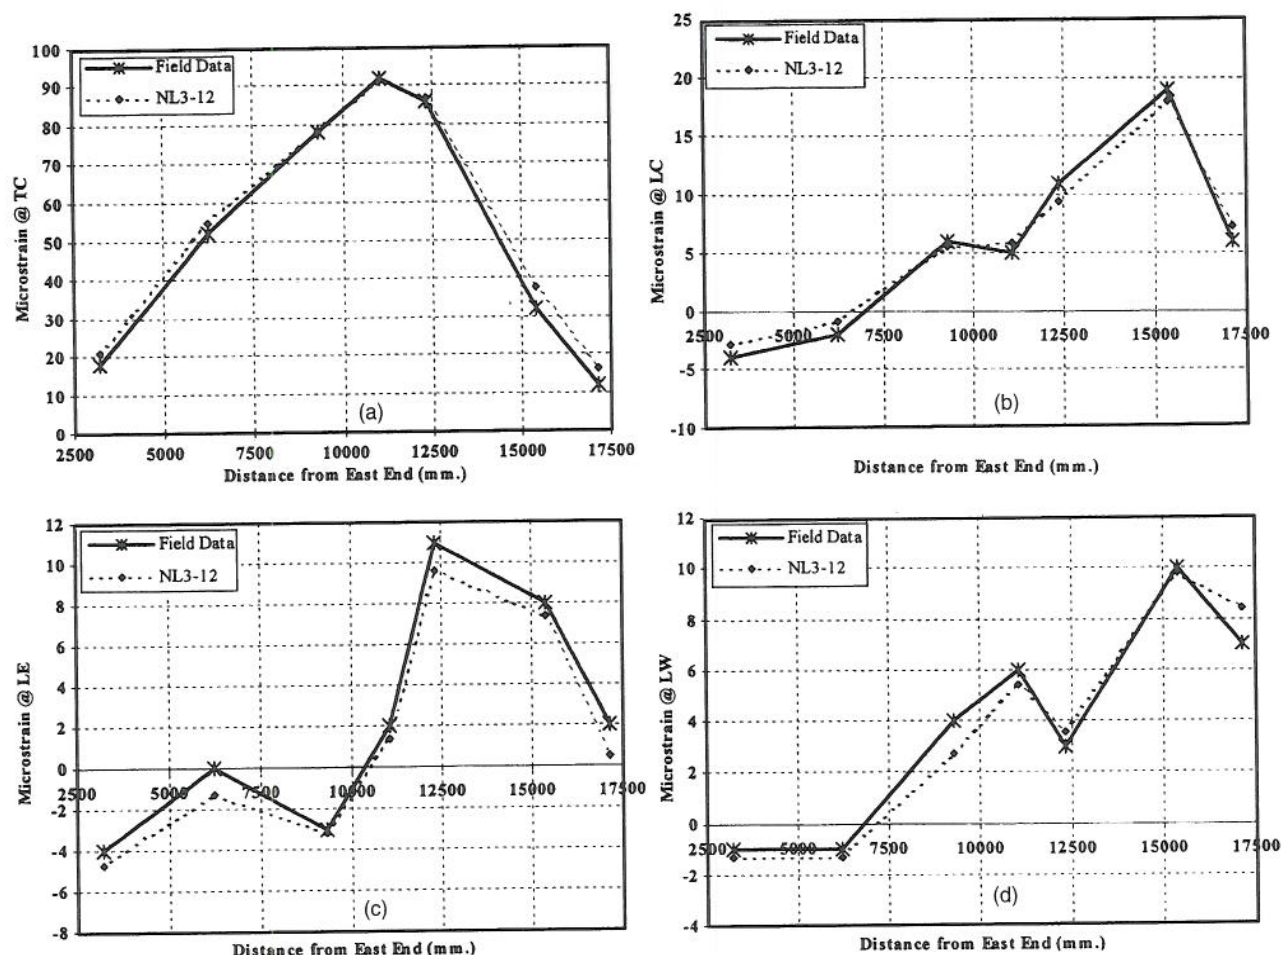 100
90
80
70
60
50
40
30
20
10
0
Microstrain @ TC
Field Data
NL3-12
(a)
2500 5000 7500 10000 12500 15000 17500
Distance from East End (mm.)
25
20
15
10
5
0
-5
-10
Microstrain @ LC
Field Data
NL3-12
2500 5000 7500 10000 12500 15000 17500
(b)
Distance from East End (mm.)
12
10
8
6
4
2
0
-2
-4
-6
-8
Microstrain @ LE
Field Data
NL3-12
2500 5000 7500 10000 12500 15000 17500
(c)
Distance from East End (mm.)
12
10
8
6
4
2
0
-2
-4
Microstrain @ LW
Field Data
NL3-12
2500 5000 7500 10000 12500 15000 17500
(d)
Distance from East End (mm.)